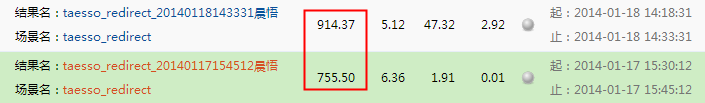 结果名：taesso_redirect_20140118143331晨悟
场景名：taesso_redirect
914.37 5.12 47.32 2.92
起：2014-01-18 14:18:31
止：2014-01-18 14:33:31
结果名：taesso_redirect_20140117154512晨悟
场景名：taesso_redirect
755.50 6.36 1.91 0.01
起：2014-01-17 15:30:12
止：2014-01-17 15:45:12